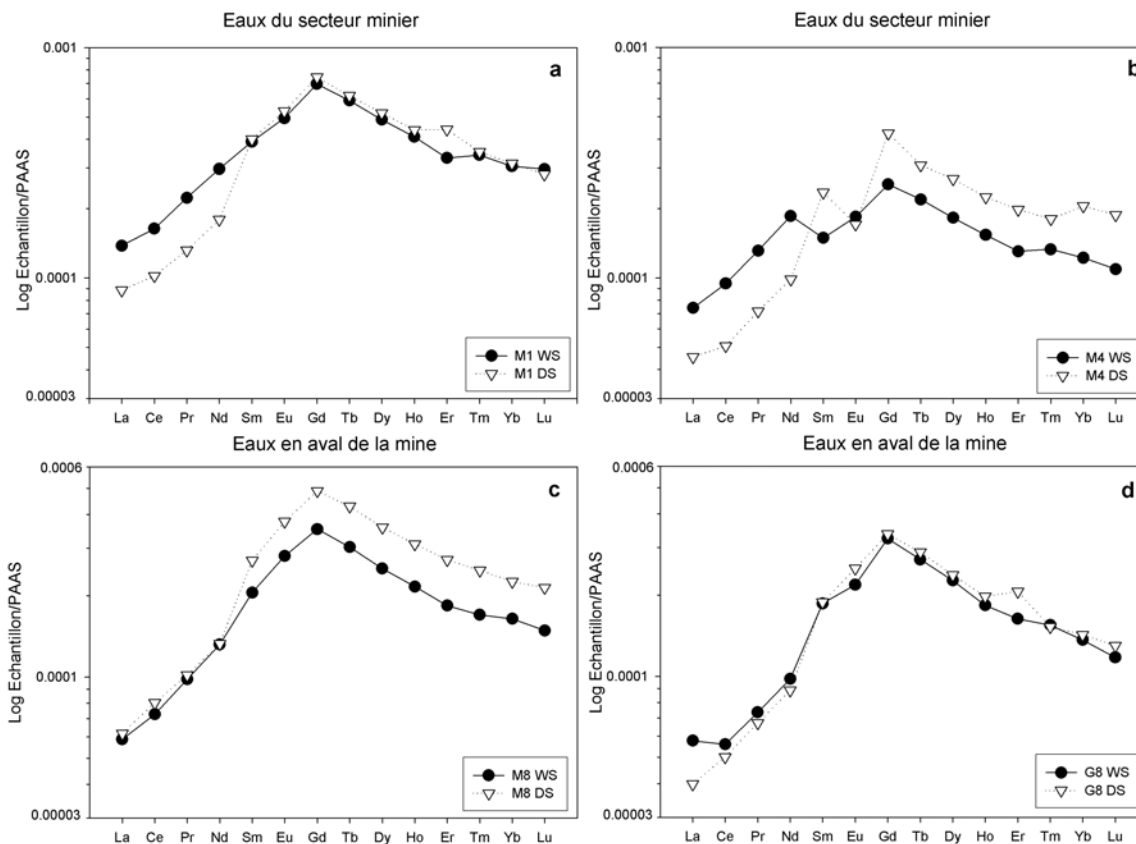 Eaux du secteur minier
a
0.001
0.0001
0.00003
Log Echantillon/PAAS
M1 WS
M1 DS
La Ce Pr Nd Sm Eu Gd Tb Dy Ho Er Tm Yb Lu
Eaux du secteur minier
b
0.001
0.0001
0.00003
Log Echantillon/PAAS
M4 WS
M4 DS
La Ce Pr Nd Sm Eu Gd Tb Dy Ho Er Tm Yb Lu
Eaux en aval de la mine
c
0.0006
0.0001
0.00003
Log Echantillon/PAAS
M8 WS
M8 DS
La Ce Pr Nd Sm Eu Gd Tb Dy Ho Er Tm Yb Lu
Eaux en aval de la mine
d
0.0006
0.0001
0.00003
Log Echantillon/PAAS
G8 WS
G8 DS
La Ce Pr Nd Sm Eu Gd Tb Dy Ho Er Tm Yb Lu